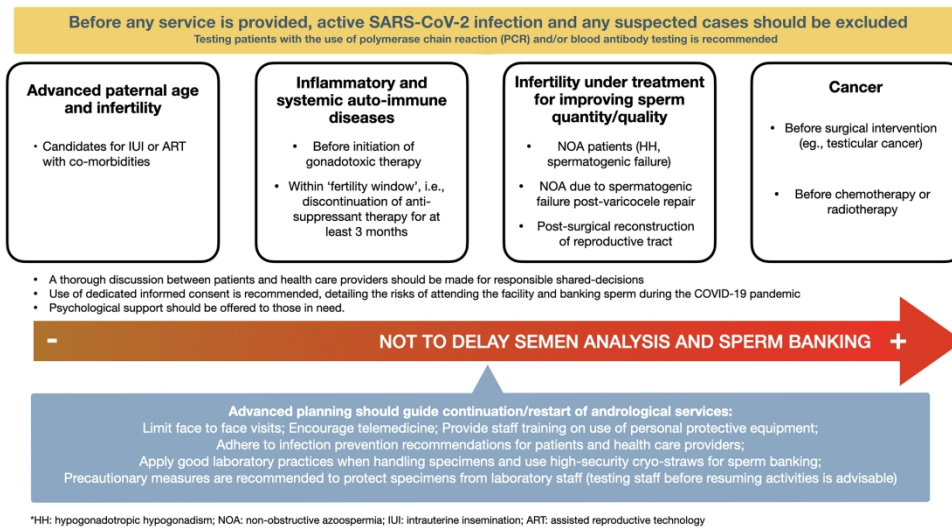 Before any service is provided, active SARS-CoV-2 infection and any suspected cases should be excluded
Testing patients with the use of polymerase chain reaction (PCR) and/or blood antibody testing is recommended
Advanced paternal age
and infertility
• Candidates for IUI or ART
with co-morbidities
Inflammatory and
systemic auto-immune
diseases
• Before initiation of
gonadotoxic therapy
• Within ‘fertility window’, i.e.,
discontinuation of anti-
suppressant therapy for at
least 3 months
Infertility under treatment
for improving sperm
quantity/quality
• NOA patients (HH,
spermatogenic failure)
• NOA due to spermatogenic
failure post-varicocele repair
• Post-surgical reconstruction
of reproductive tract
Cancer
• Before surgical intervention
(eg., testicular cancer)
• Before chemotherapy or
radiotherapy
• A thorough discussion between patients and health care providers should be made for responsible shared-decisions
• Use of dedicated informed consent is recommended, detailing the risks of attending the facility and banking sperm during the COVID-19 pandemic
• Psychological support should be offered to those in need.
- NOT TO DELAY SEMEN ANALYSIS AND SPERM BANKING +
Advanced planning should guide continuation/restart of andrological services:
Limit face to face visits; Encourage telemedicine; Provide staff training on use of personal protective equipment;
Adhere to infection prevention recommendations for patients and health care providers;
Apply good laboratory practices when handling specimens and use high-security cryo-straws for sperm banking;
Precautionary measures are recommended to protect specimens from laboratory staff (testing staff before resuming activities is advisable)
*HH: hypogonadotropic hypogonadism; NOA: non-obstructive azoospermia; IUI: intrauterine insemination; ART: assisted reproductive technology